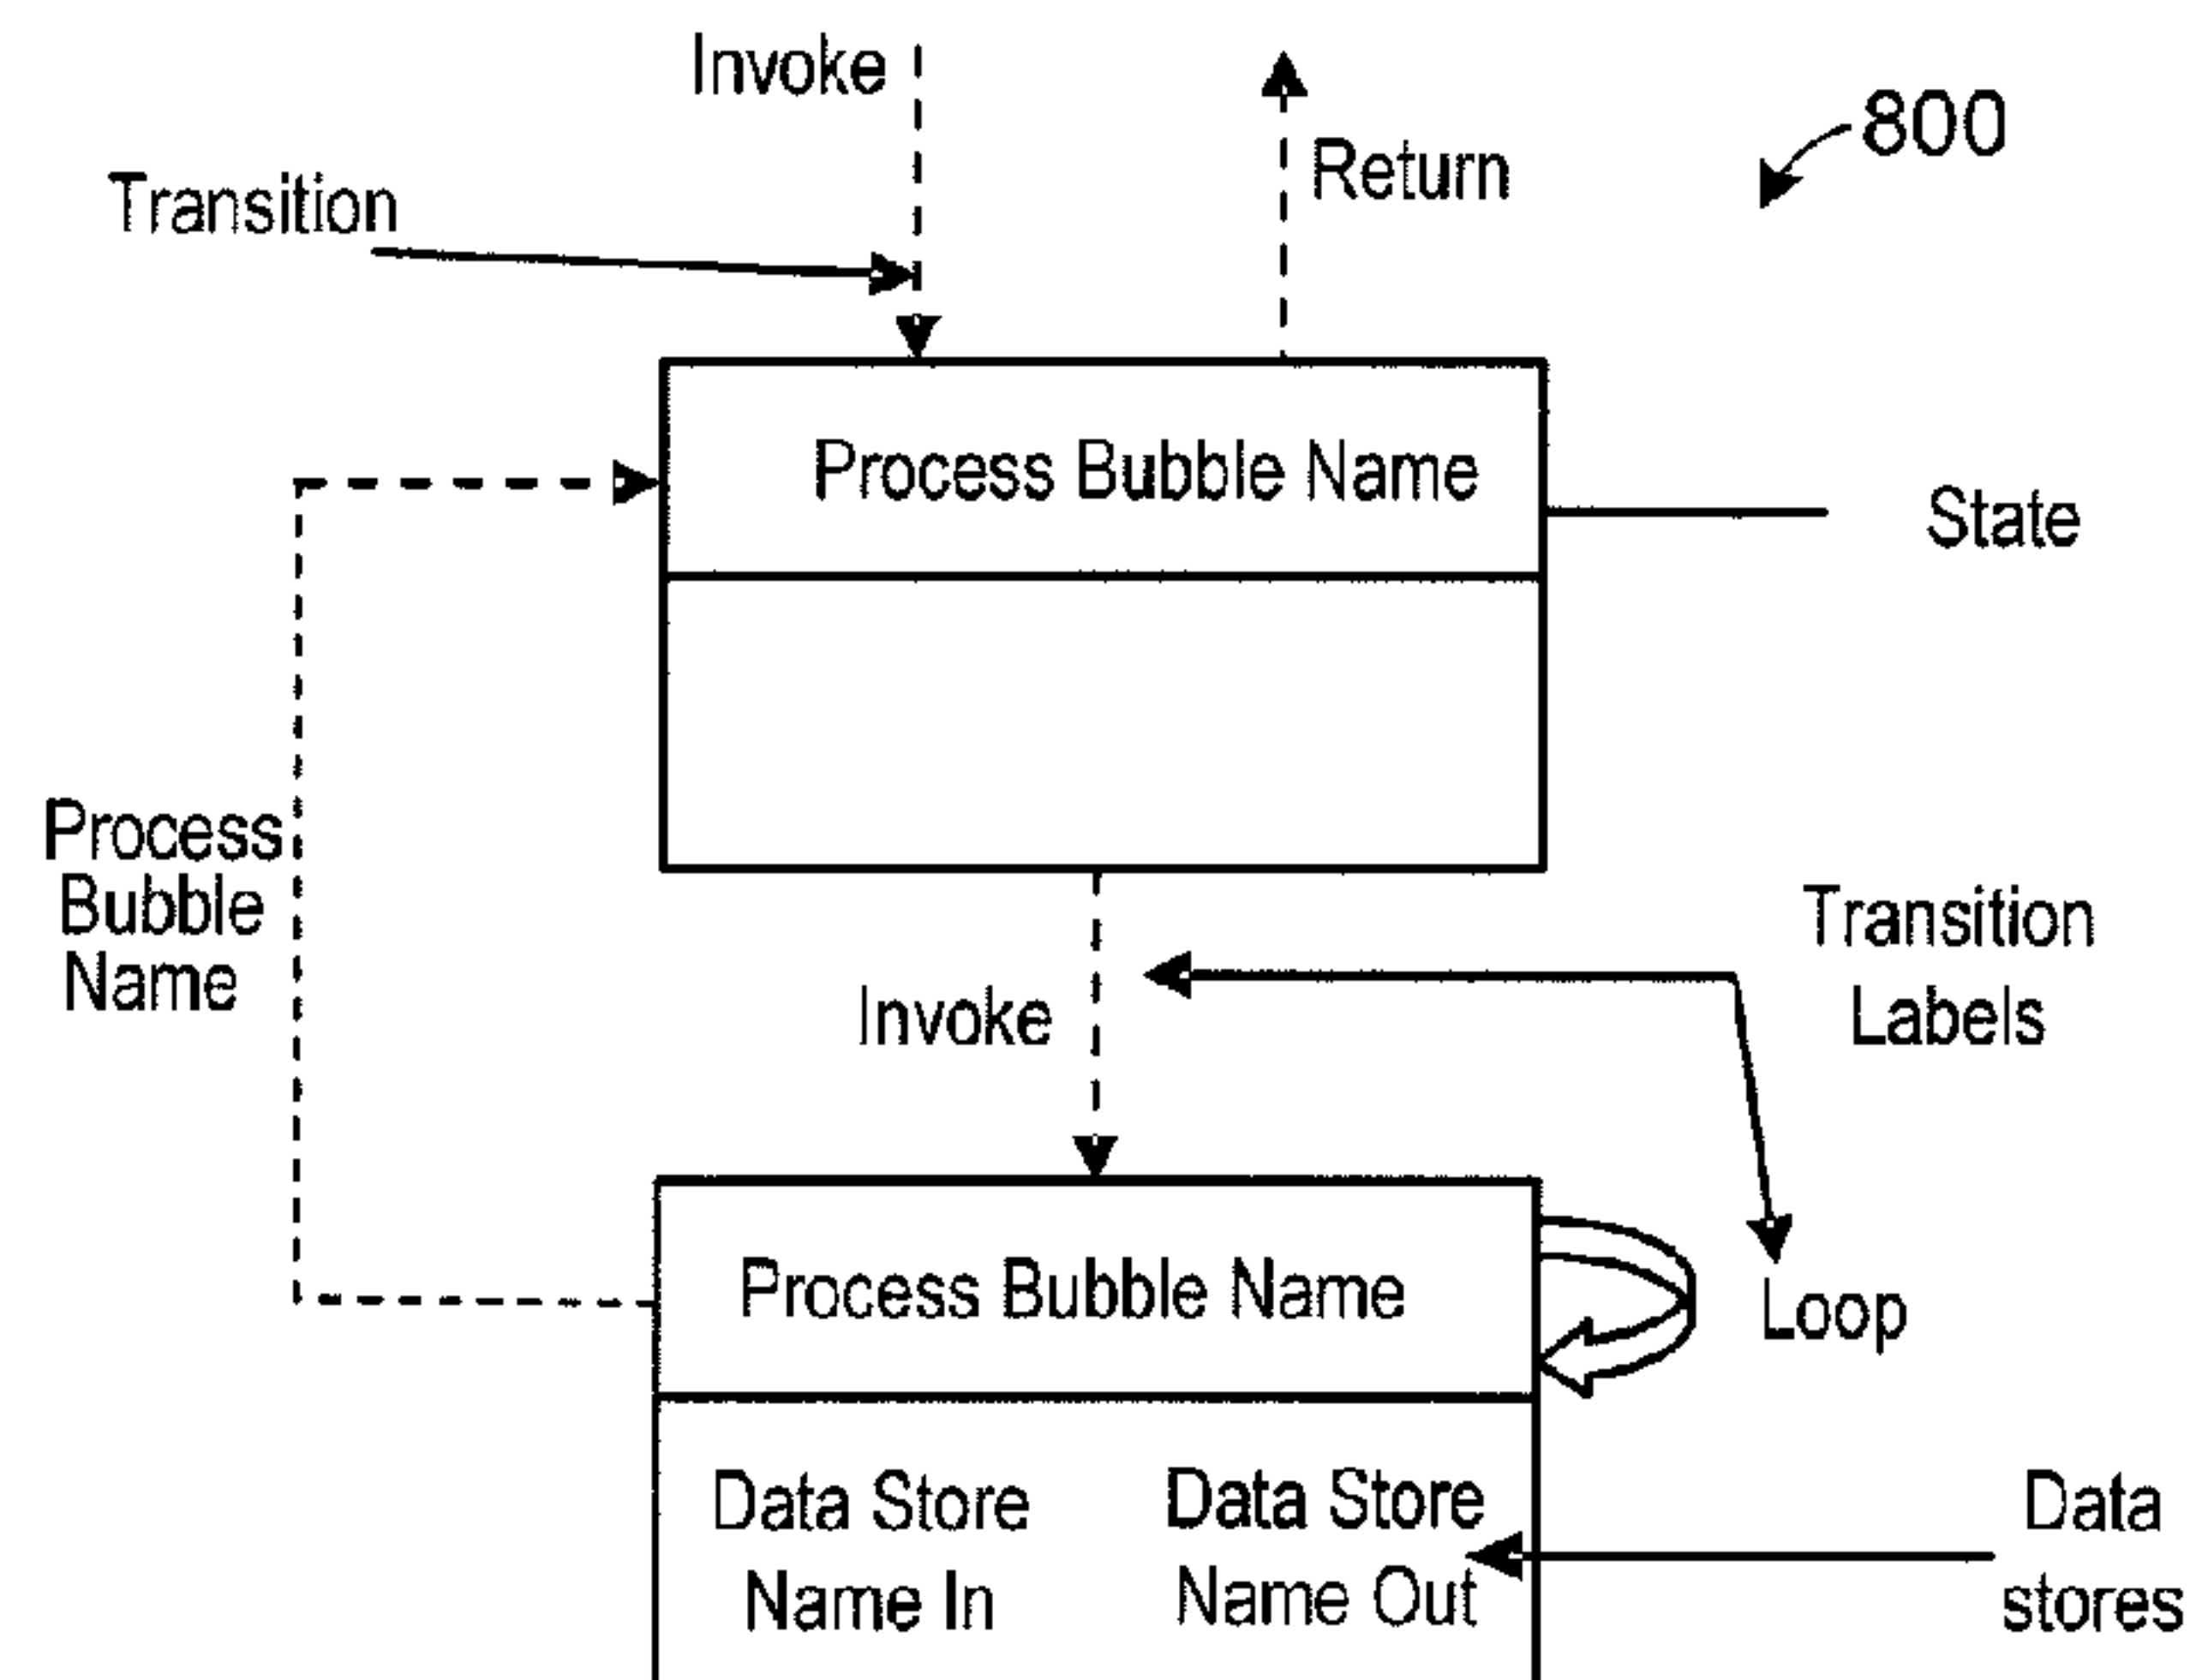 Invoke
800
Return
Transition
Process Bubble Name
State
Process
Bubble
Name
Transition
Labels
Invoke
Process Bubble Name
Loop
Data Store
Name In
Data Store
Name Out
Data
stores